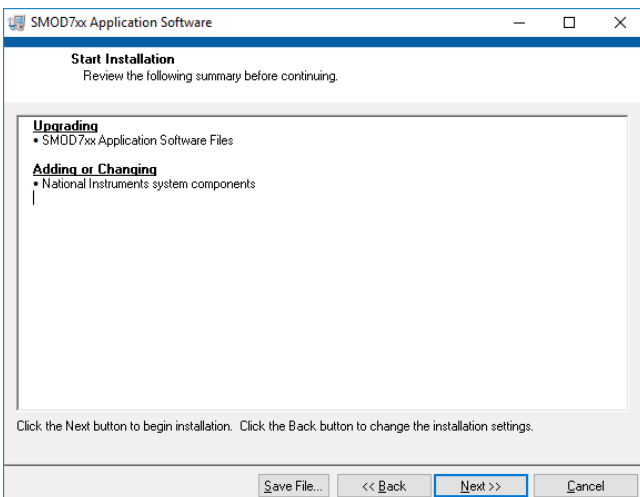 SMOD7xx Application Software
Start Installation
Review the following summary before continuing.
Upgrading
• SMOD7xx Application Software Files
Adding or Changing
• National Instruments system components
Click the Next button to begin installation.  Click the Back button to change the installation settings.
Save File...
<< Back
Next >>
Cancel